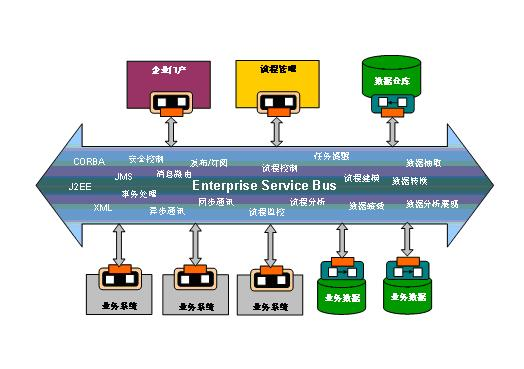 企业门户
流程管理
数据仓库
CORBA
安全控制
发布/订阅
流程控制
任务调度
数据抽取
JMS
消息路由
流程建模
数据转换
J2EE
事务处理
Enterprise Service Bus
XML
异步通讯
同步通讯
流程监控
流程分析
数据分析展现
业务系统
业务系统
业务系统
业务数据
业务数据